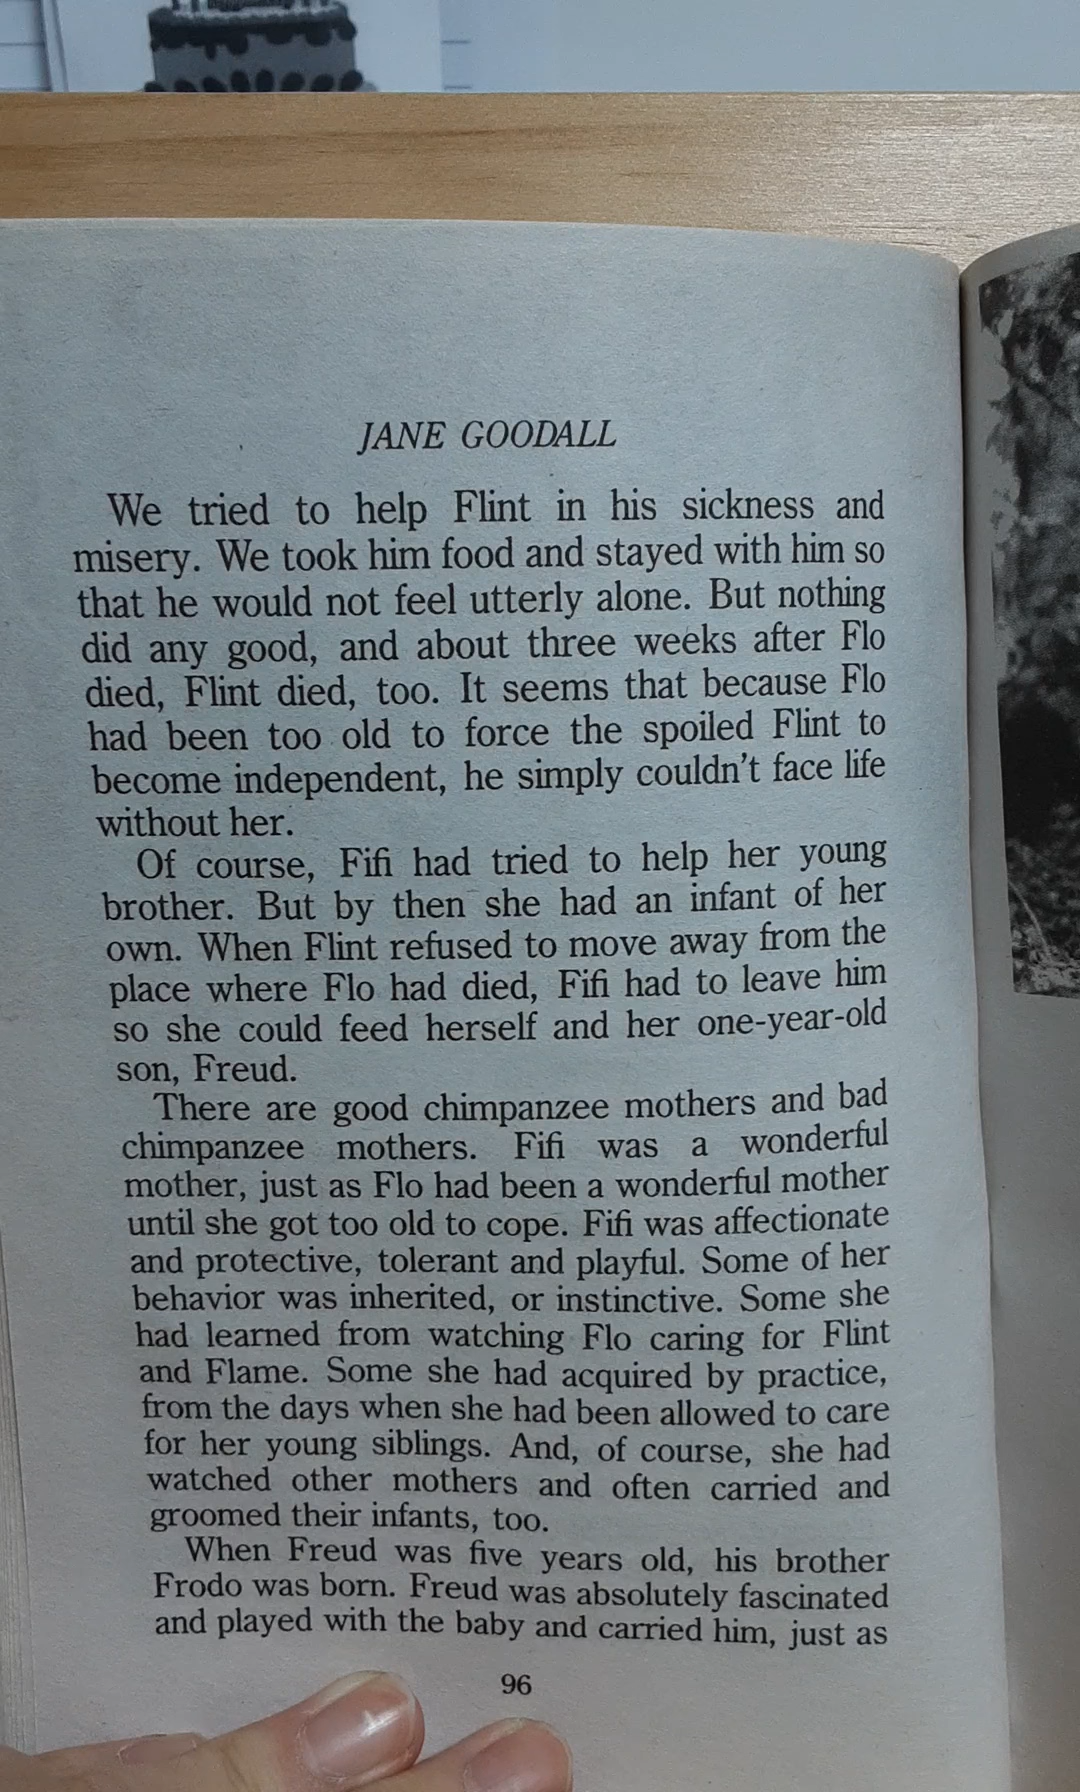 JANE GOODALL
We tried to help Flint in his sickness and
misery. We took him food and stayed with him so
that he would not feel utterly alone. But nothing
did any good, and about three weeks after Flo
died, Flint died, too. It seems that because Flo
had been too old to force the spoiled Flint to
become independent, he simply couldn't face life
without her.
Of course, Fifi had tried to help her young
brother. But by then she had an infant of her
own. When Flint refused to move away from the
place where Flo had died, Fifi had to leave him
so she could feed herself and her one-year-old
son, Freud.
There are good chimpanzee mothers and bad
chimpanzee mothers. Fifi was a wonderful
mother, just as Flo had been a wonderful mother
until she got too old to cope. Fifi was affectionate
and protective, tolerant and playful. Some of her
behavior was inherited, or instinctive. Some she
had learned from watching Flo caring for Flint
and Flame. Some she had acquired by practice,
from the days when she had been allowed to care
for her young siblings. And, of course, she had
watched other mothers and often carried and
groomed their infants, too.
When Freud was five years old, his brother
Frodo was born. Freud was absolutely fascinated
and played with the baby and carried him, just as
96